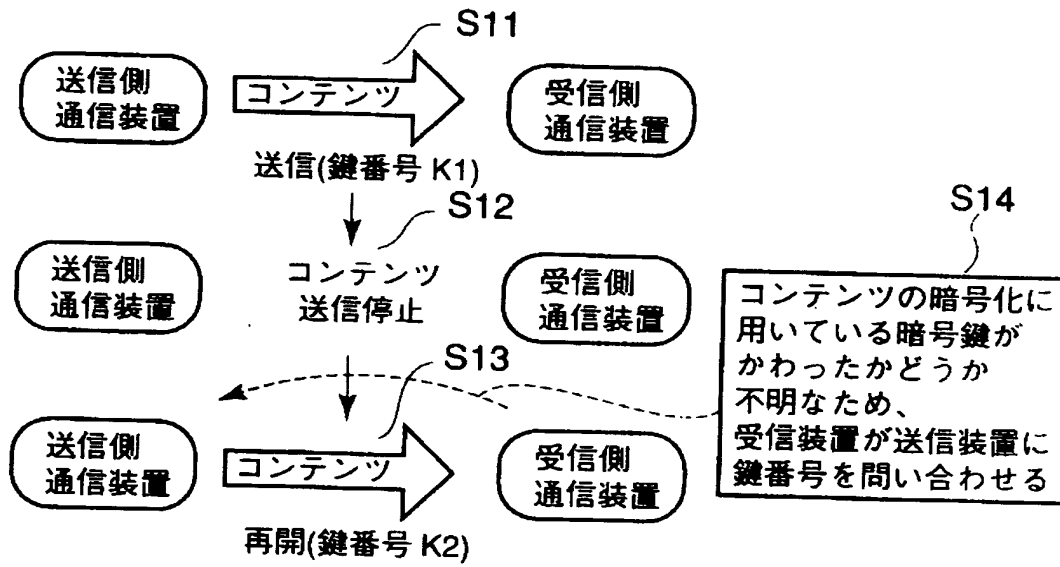 S11
送信側
通信装置
コンテンツ
受信側
通信装置
送信(鍵番号 K1)
S12
送信側
通信装置
コンテンツ
送信停止
受信側
通信装置
S14
コンテンツの暗号化に
用いている暗号鍵が
かわったかどうか
不明なため、
受信装置が送信装置に
鍵番号を問い合わせる
S13
送信側
通信装置
コンテンツ
受信側
通信装置
再開(鍵番号 K2)